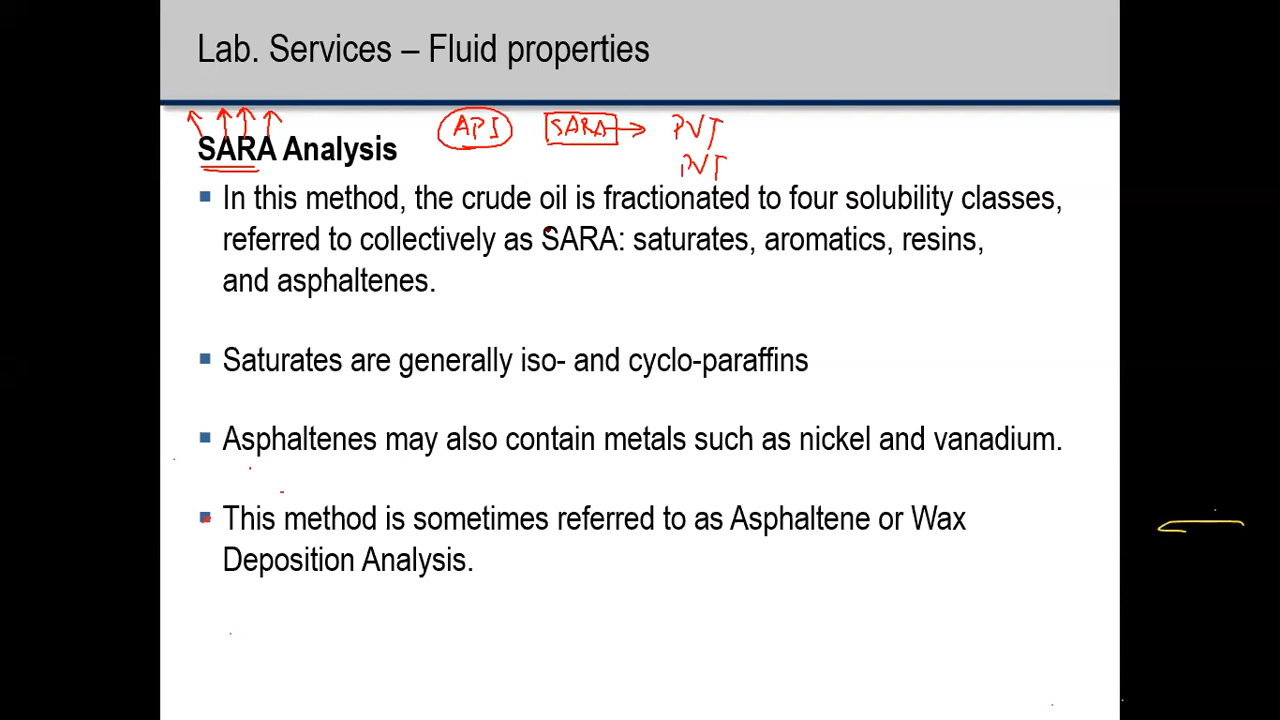 Lab. Services – Fluid properties
API SARA PVT
SARA Analysis
PVT
▪ In this method, the crude oil is fractionated to four solubility classes,
referred to collectively as SARA: saturates, aromatics, resins,
and asphaltenes.
▪ Saturates are generally iso- and cyclo-paraffins
▪ Asphaltenes may also contain metals such as nickel and vanadium.
▪ This method is sometimes referred to as Asphaltene or Wax
Deposition Analysis.